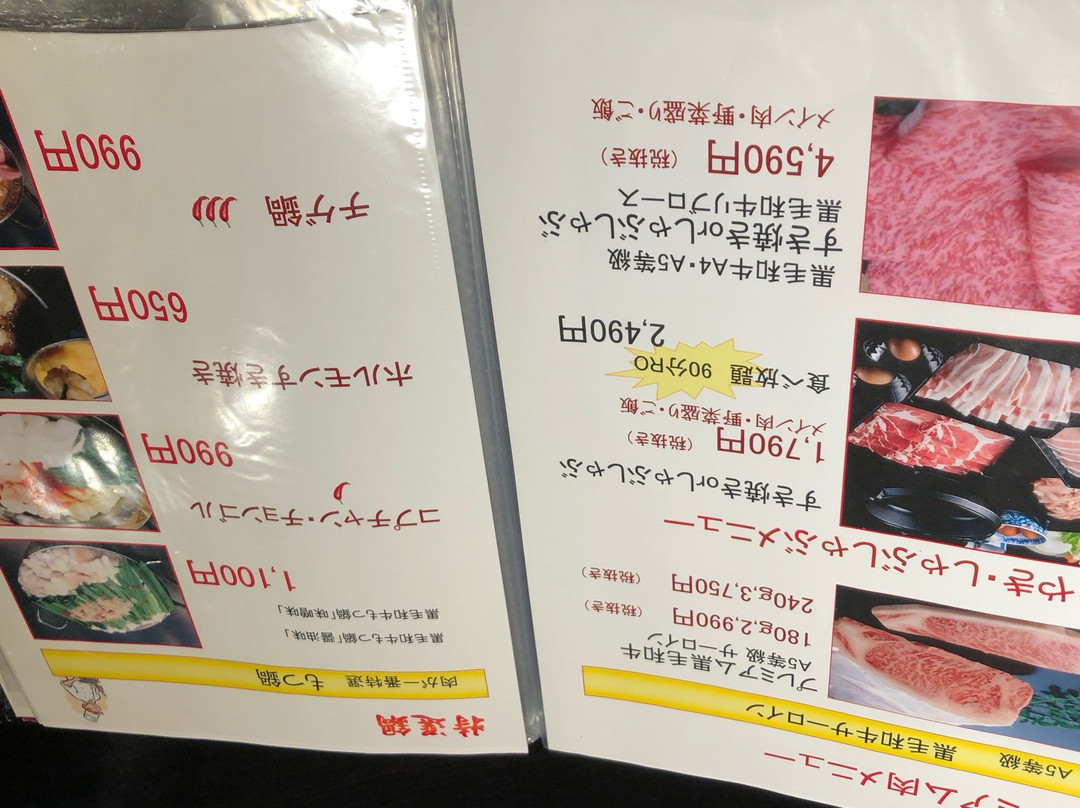 ミアム肉メニュー
A5等級 黒毛和牛サーロイン
プレミアム黒毛和牛
A5等級 サーロイン
180g,2,990円 (税抜き)
240g,3,750円 (税抜き)
やき・しゃぶしゃぶメニュー
すき焼きorしゃぶしゃぶ
1,790円 (税抜き)
メイン肉・野菜盛り・ご飯
食べ放題 90分RO
2,490円
黒毛和牛A4・A5等級
すき焼きorしゃぶしゃぶ
黒毛和牛リブロース
4,590円 (税抜き)
メイン肉・野菜盛り・ご飯
特選鍋
肉が一番特選 もつ鍋
黒毛和牛もつ鍋「醤油味」
黒毛和牛もつ鍋「味噌味」
1,100円
コプチャン・チョンゴル
990円
ホルモンすき焼き
650円
チゲ鍋
990円